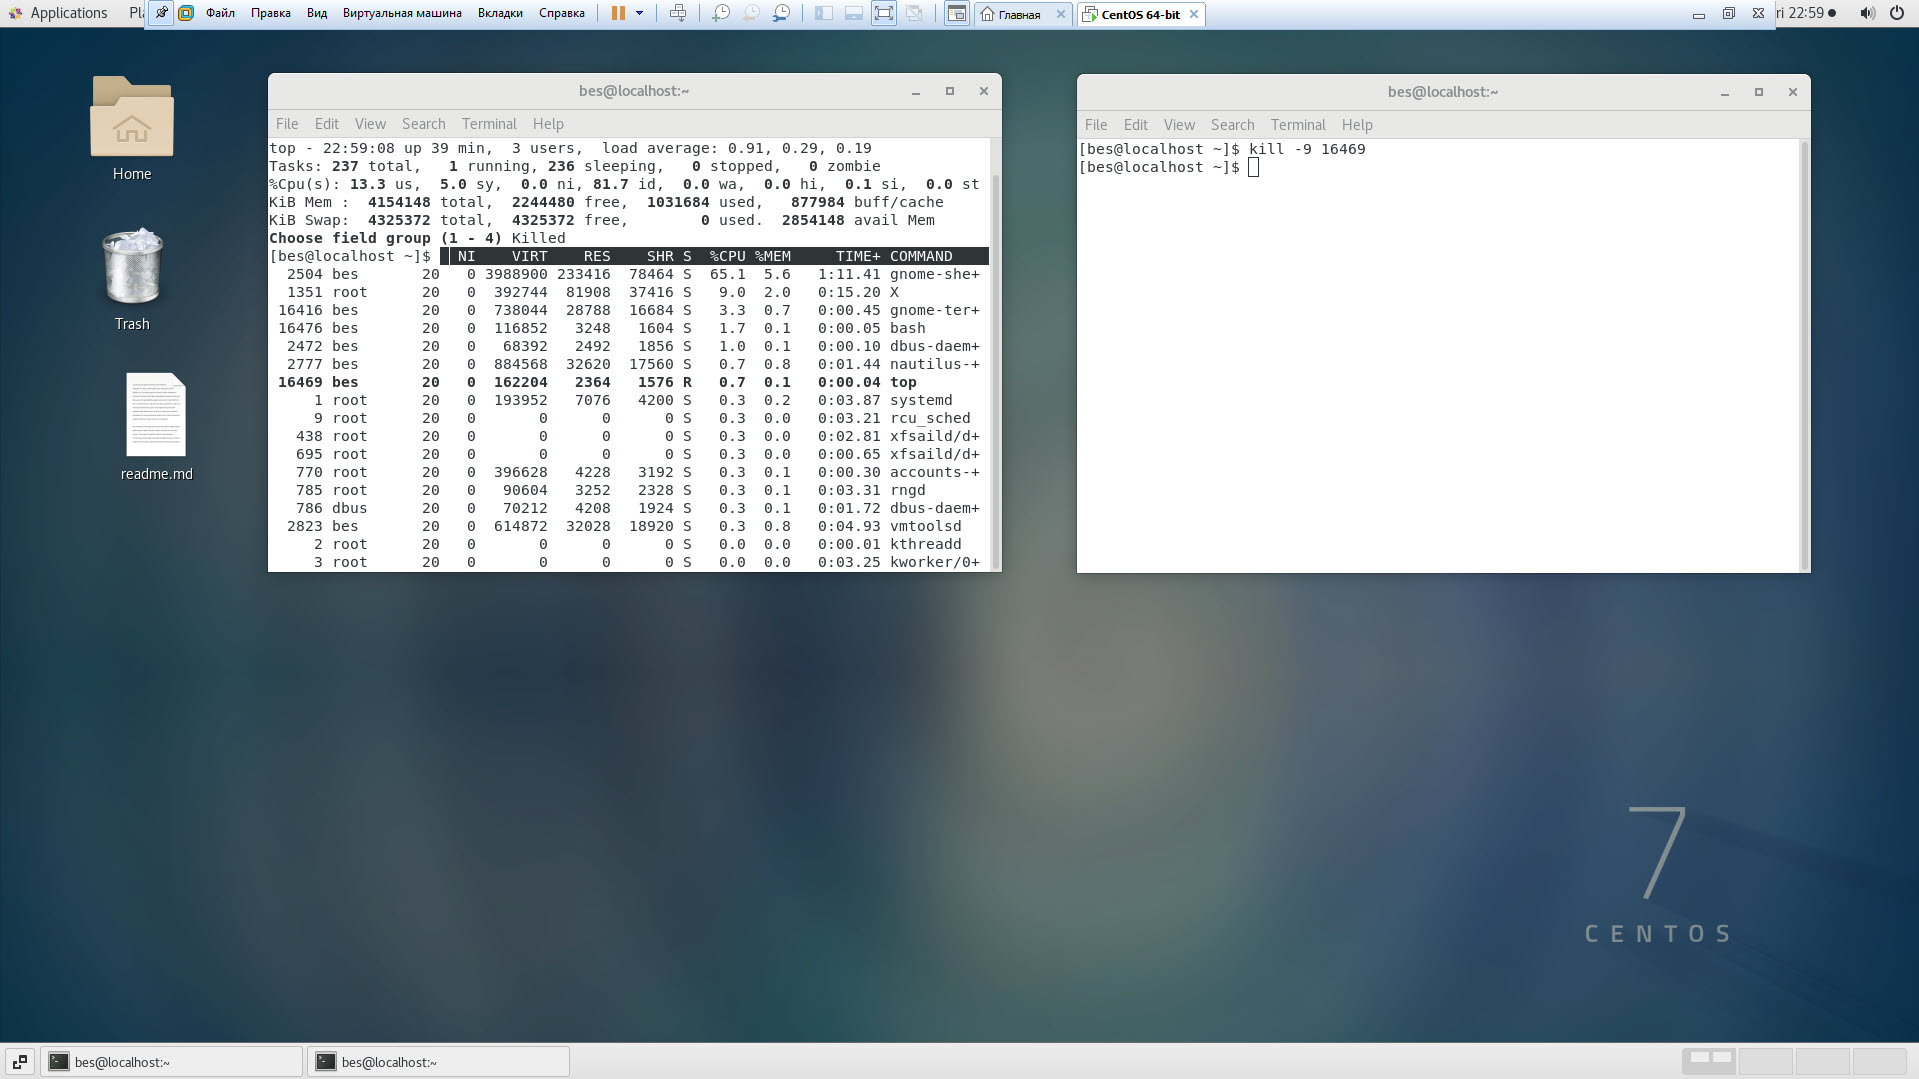 Applications
Файл Правка Вид Виртуальная машина Вкладки Справка
Главная
CentOS 64-bit
22:59
Home
Trash
readme.md
bes@localhost:~
File Edit View Search Terminal Help
top - 22:59:08 up 39 min,  3 users,  load average: 0.91, 0.29, 0.19
Tasks: 237 total,   1 running, 236 sleeping,   0 stopped,   0 zombie
%Cpu(s): 13.3 us,  5.0 sy,  0.0 ni, 81.7 id,  0.0 wa,  0.0 hi,  0.1 si,  0.0 st
KiB Mem :  4154148 total,  2244480 free,  1031684 used,   877984 buff/cache
KiB Swap:  4325372 total,  4325372 free,        0 used.  2854148 avail Mem
Choose field group (1 - 4) Killed
[bes@localhost ~]$   NI    VIRT    RES    SHR S  %CPU %MEM     TIME+ COMMAND
2504 bes       20   0 3988900 233416  78464 S  65.1  5.6   1:11.41 gnome-she+
1351 root      20   0  392744  81908  37416 S   9.0  2.0   0:15.20 X
16416 bes       20   0  738044  28788  16684 S   3.3  0.7   0:00.45 gnome-ter+
16476 bes       20   0  116852   3248   1604 S   1.7  0.1   0:00.05 bash
2472 bes       20   0   68392   2492   1856 S   1.0  0.1   0:00.10 dbus-daem+
2777 bes       20   0  884568  32620  17560 S   0.7  0.8   0:01.44 nautilus-+
16469 bes       20   0  162204   2364   1576 R   0.7  0.1   0:00.04 top
1 root      20   0  193952   7076   4200 S   0.3  0.2   0:03.87 systemd
9 root      20   0       0      0      0 S   0.3  0.0   0:03.21 rcu_sched
438 root      20   0       0      0      0 S   0.3  0.0   0:02.81 xfsaild/d+
695 root      20   0       0      0      0 S   0.3  0.0   0:00.65 xfsaild/d+
770 root      20   0  396628   4228   3192 S   0.3  0.1   0:00.30 accounts-+
785 root      20   0   90604   3252   2328 S   0.3  0.1   0:03.31 rngd
786 dbus      20   0   70212   4208   1924 S   0.3  0.1   0:01.72 dbus-daem+
2823 bes       20   0  614872  32028  18920 S   0.3  0.8   0:04.93 vmtoolsd
2 root      20   0       0      0      0 S   0.0  0.0   0:00.01 kthreadd
3 root      20   0       0      0      0 S   0.0  0.0   0:03.25 kworker/0+
bes@localhost:~
File Edit View Search Terminal Help
[bes@localhost ~]$ kill -9 16469
[bes@localhost ~]$
7
CENTOS
bes@localhost:~
bes@localhost:~